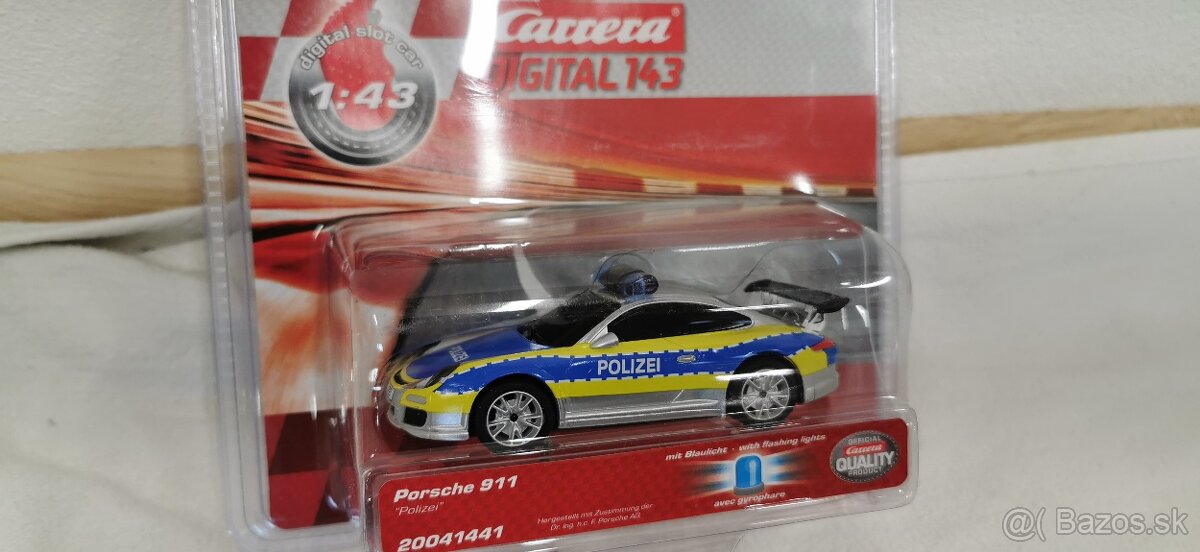 digital slot car
1:43
Carrera®
DIGITAL 143
POLIZEI
POLIZEI
Porsche 911
"Polizei"
20041441
Hergestellt mit Zustimmung der
Dr. Ing. h.c. F. Porsche AG.
mit Blaulicht · with flashing lights
avec gyrophare
OFFICIAL
Carrera
QUALITY
PRODUCT
@( Bazos.sk